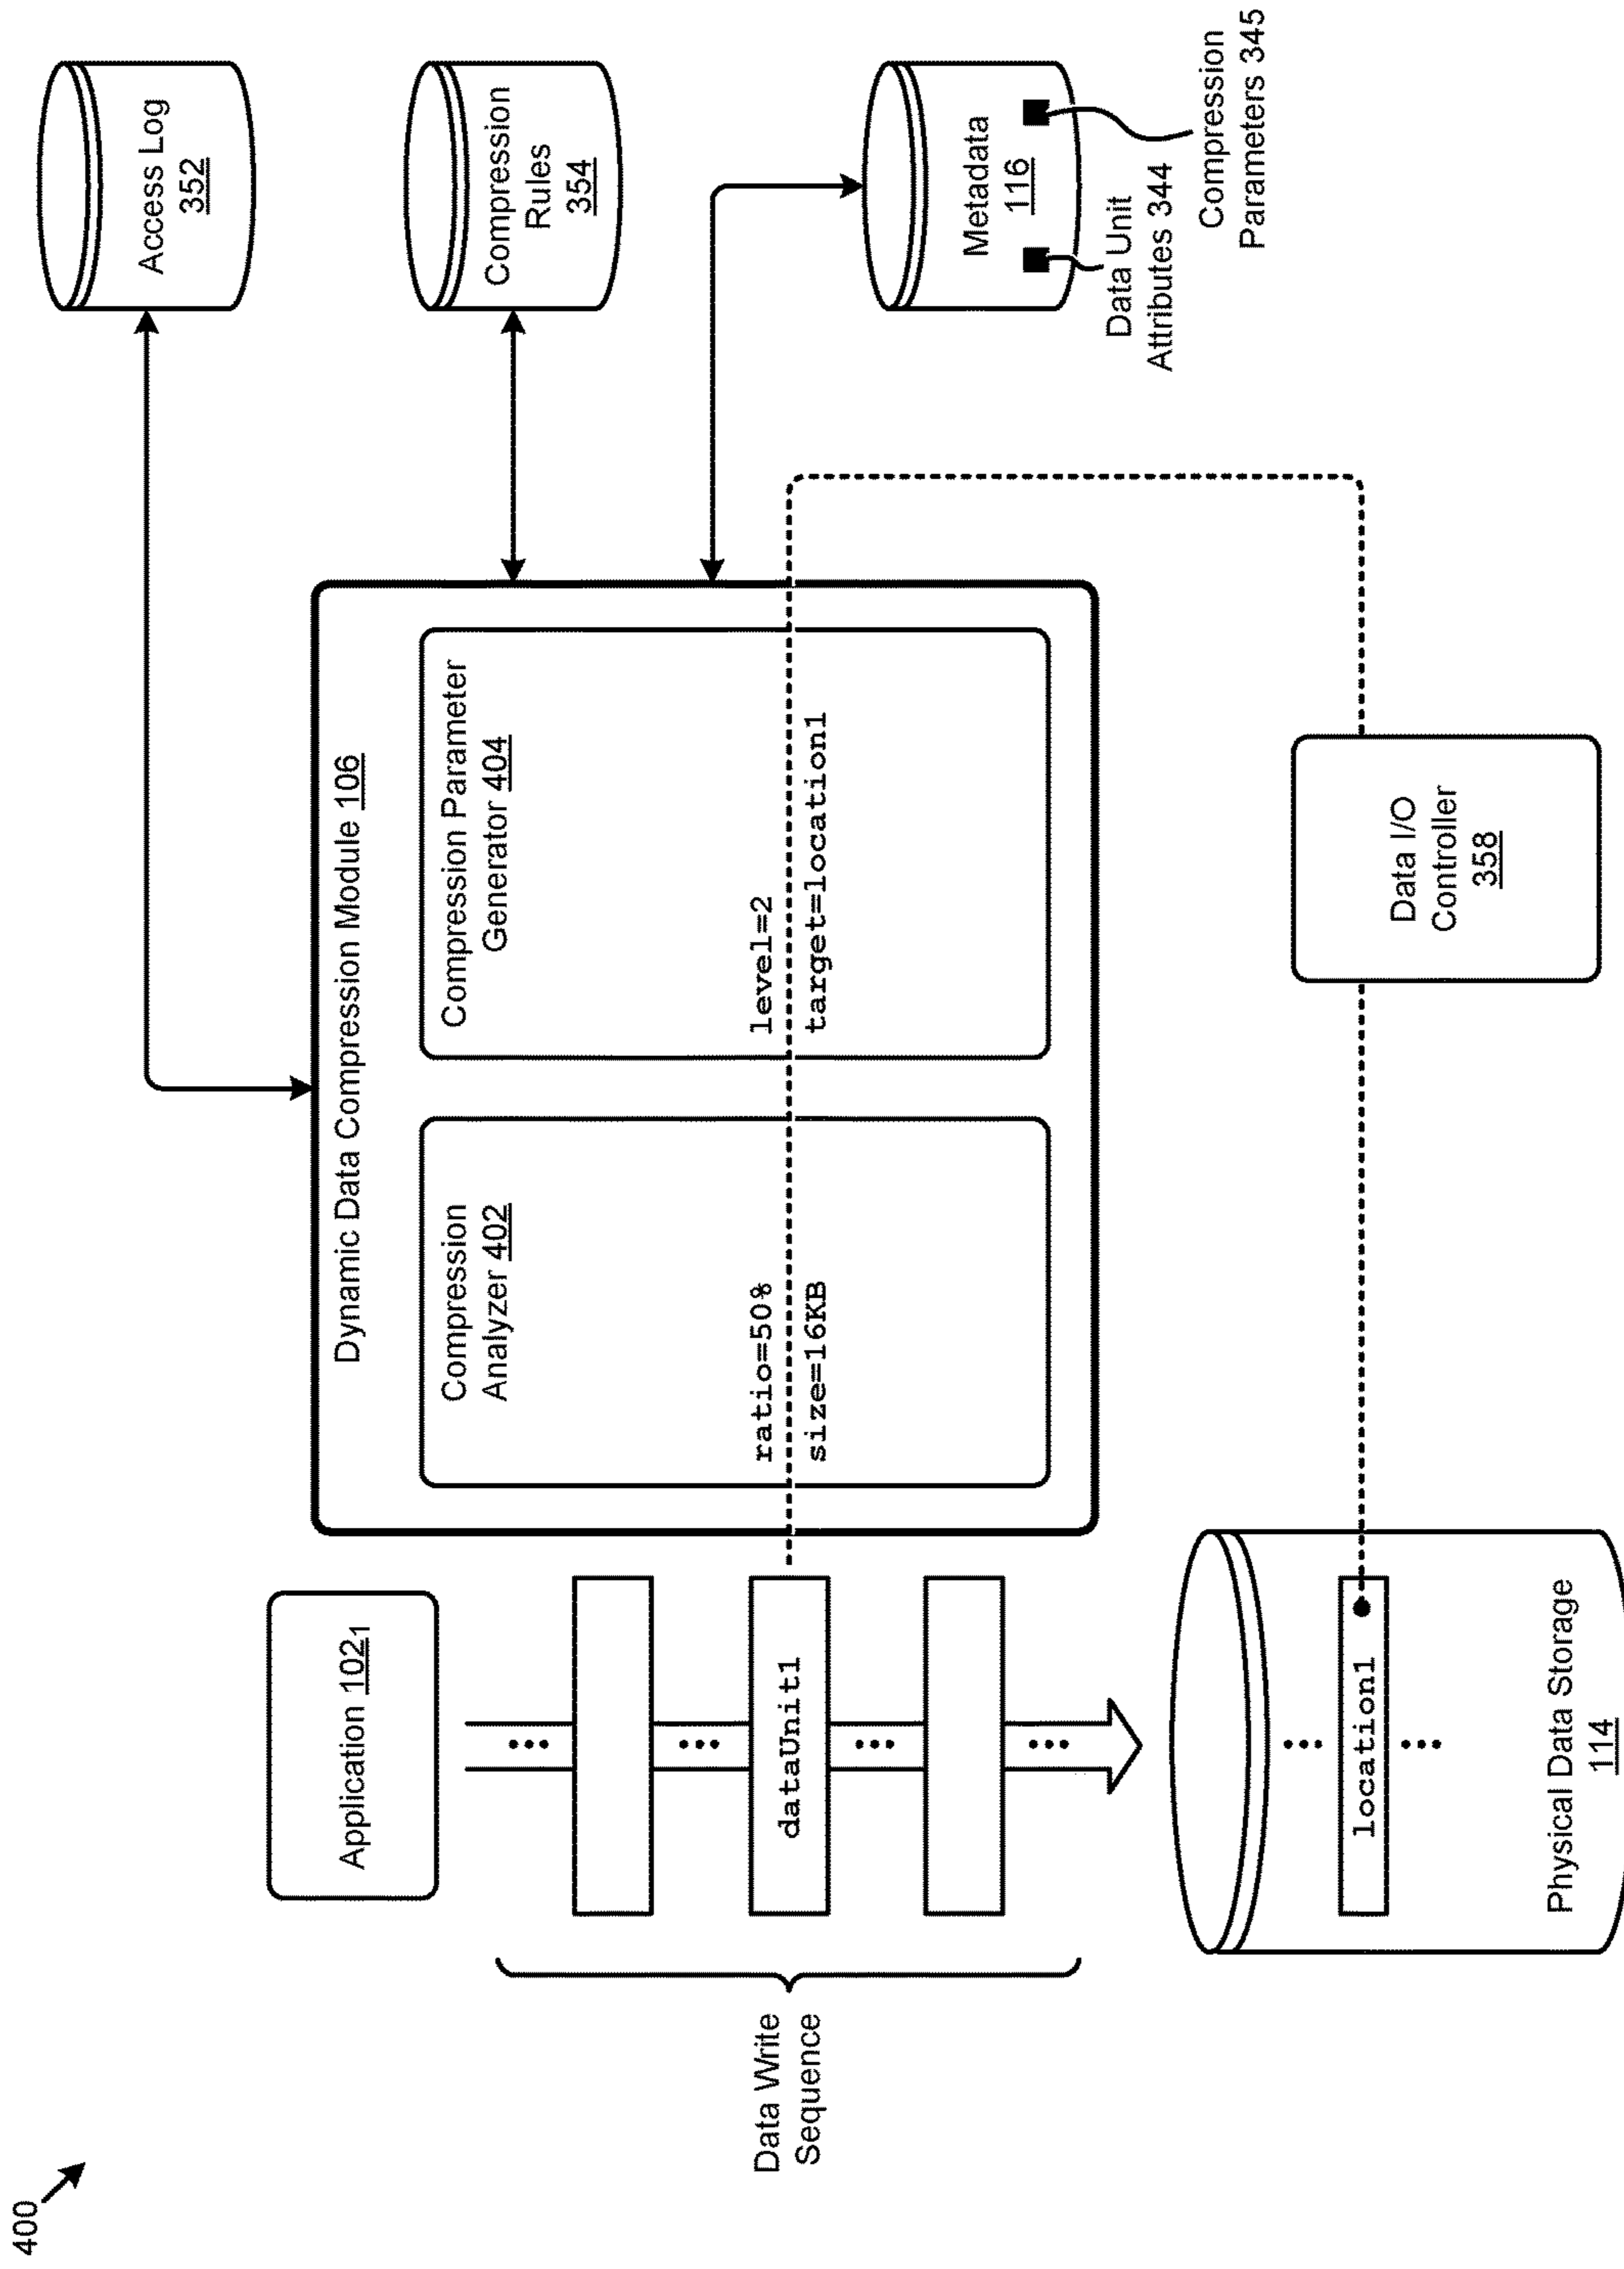 400
Application 102₁
Data Write
Sequence
...
...
dataUnit1
...
...
...
location1
...
Physical Data Storage
114
Dynamic Data Compression Module 106
Compression
Analyzer 402
ratio=50%
size=16KB
Compression Parameter
Generator 404
level=2
target=location1
Data I/O
Controller
358
Access Log
352
Compression
Rules
354
Metadata
116
Data Unit
Attributes 344
Compression
Parameters 345